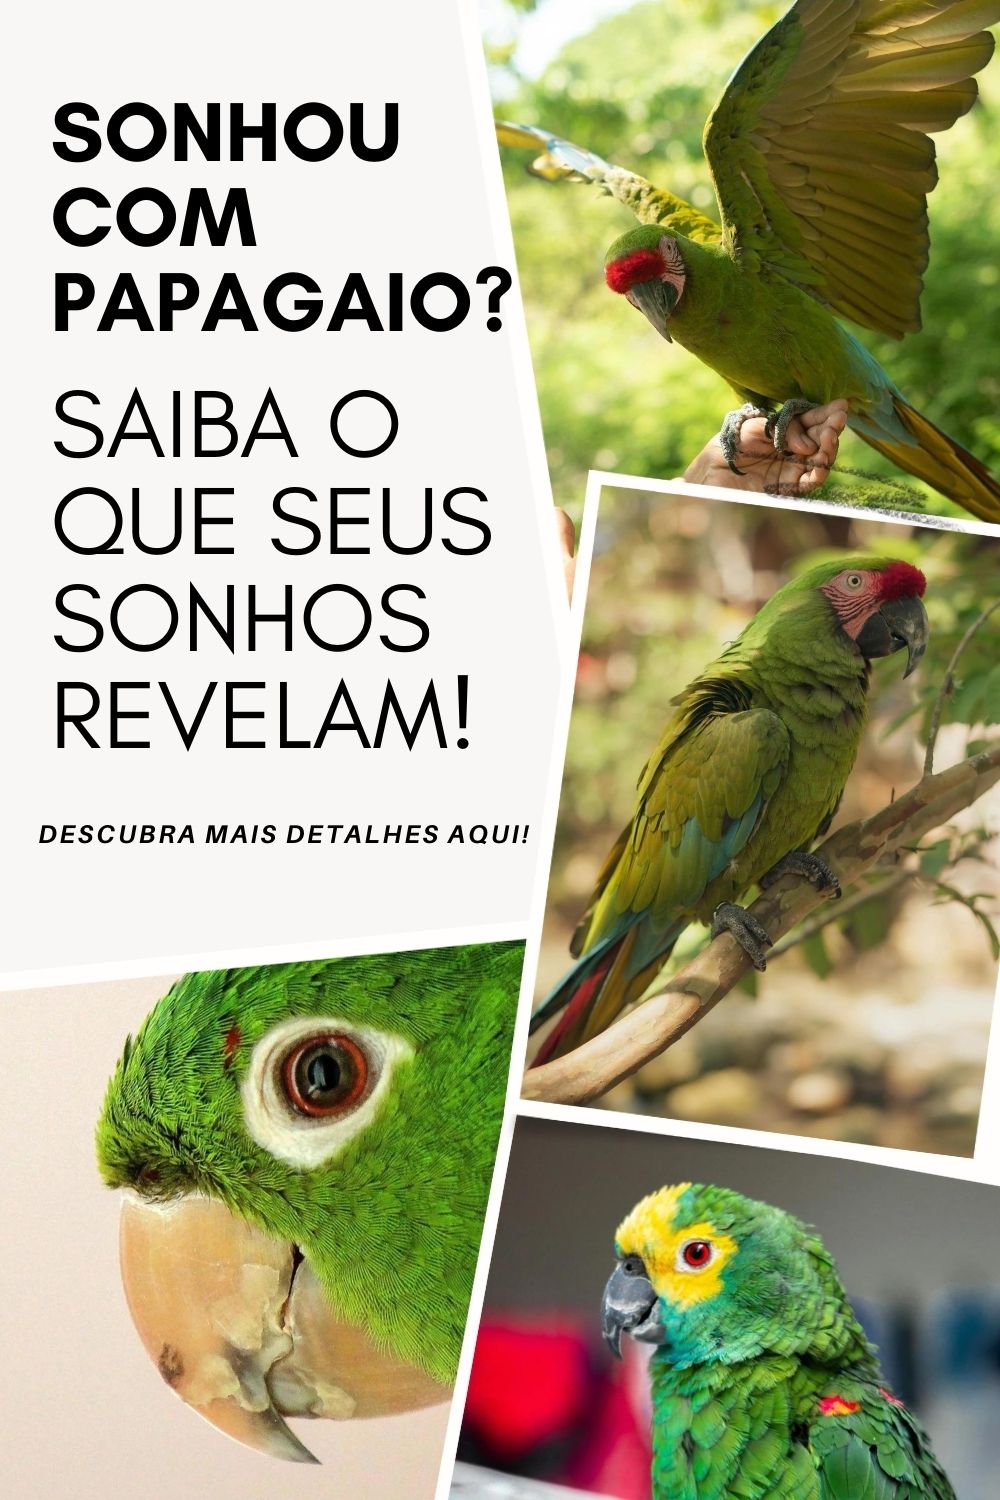 SONHOU
COM
PAPAGAIO?
SAIBA O
QUE SEUS
SONHOS
REVELAM!
DESCUBRA MAIS DETALHES AQUI!